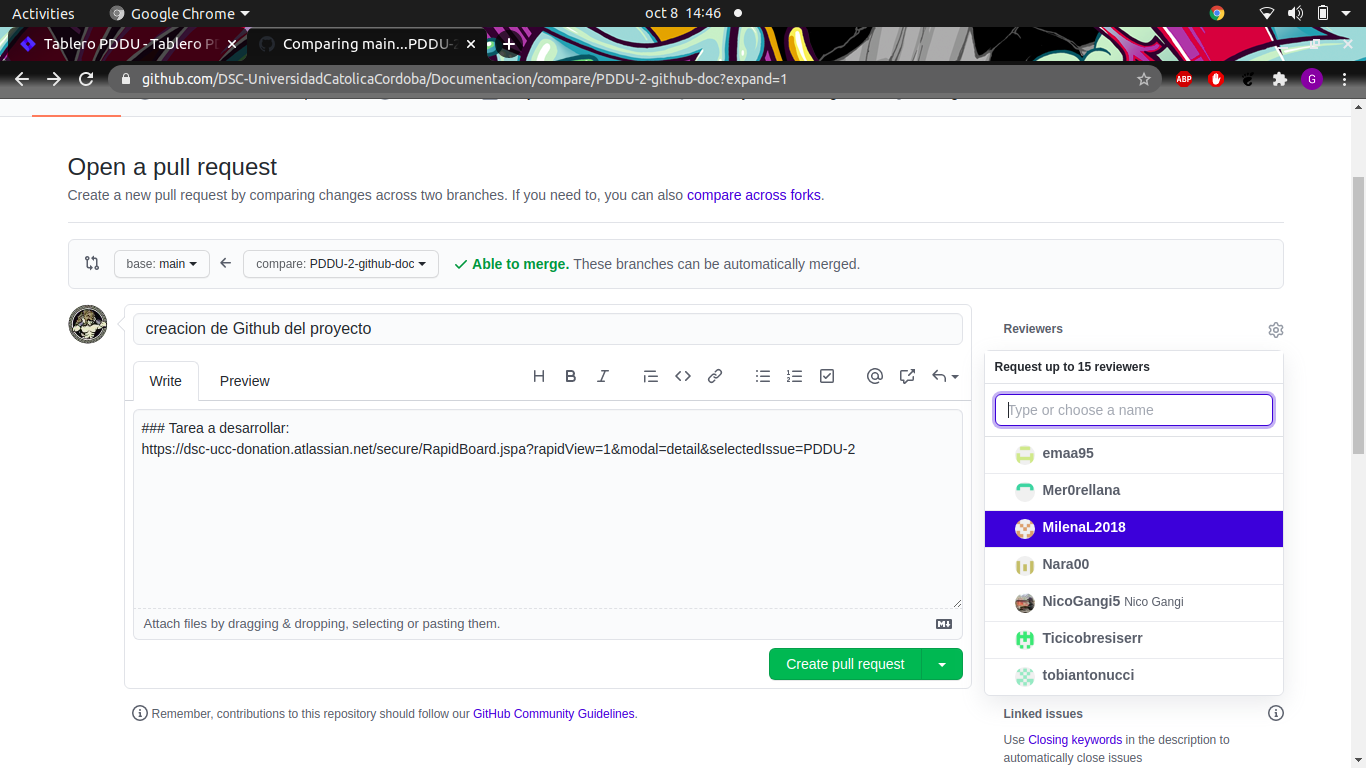 Activities
Google Chrome
oct 8 14:46
Tablero PDDU - Tablero P
Comparing main...PDDU-2
github.com/DSC-UniversidadCatolicaCordoba/Documentacion/compare/PDDU-2-github-doc?expand=1
ABP
G
Open a pull request
Create a new pull request by comparing changes across two branches. If you need to, you can also compare across forks.
base: main
compare: PDDU-2-github-doc
Able to merge. These branches can be automatically merged.
creacion de Github del proyecto
Write
Preview
### Tarea a desarrollar:
https://dsc-ucc-donation.atlassian.net/secure/RapidBoard.jspa?rapidView=1&modal=detail&selectedIssue=PDDU-2
Attach files by dragging & dropping, selecting or pasting them.
Create pull request
Remember, contributions to this repository should follow our GitHub Community Guidelines.
Reviewers
Request up to 15 reviewers
Type or choose a name
emaa95
Mer0rellana
MilenaL2018
Nara00
NicoGangi5 Nico Gangi
Ticicobresiserr
tobiantonucci
Linked issues
Use Closing keywords in the description to
automatically close issues